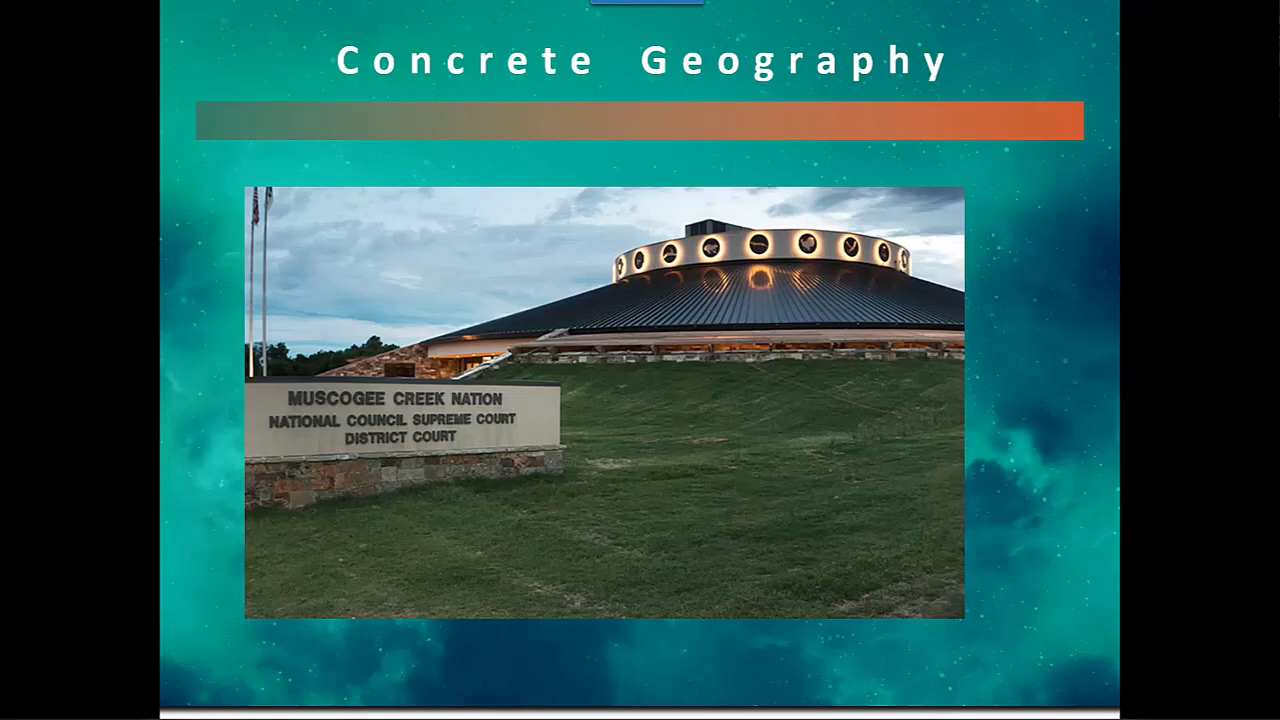 Concrete Geography
MUSCOGEE CREEK NATION
NATIONAL COUNCIL SUPREME COURT
DISTRICT COURT